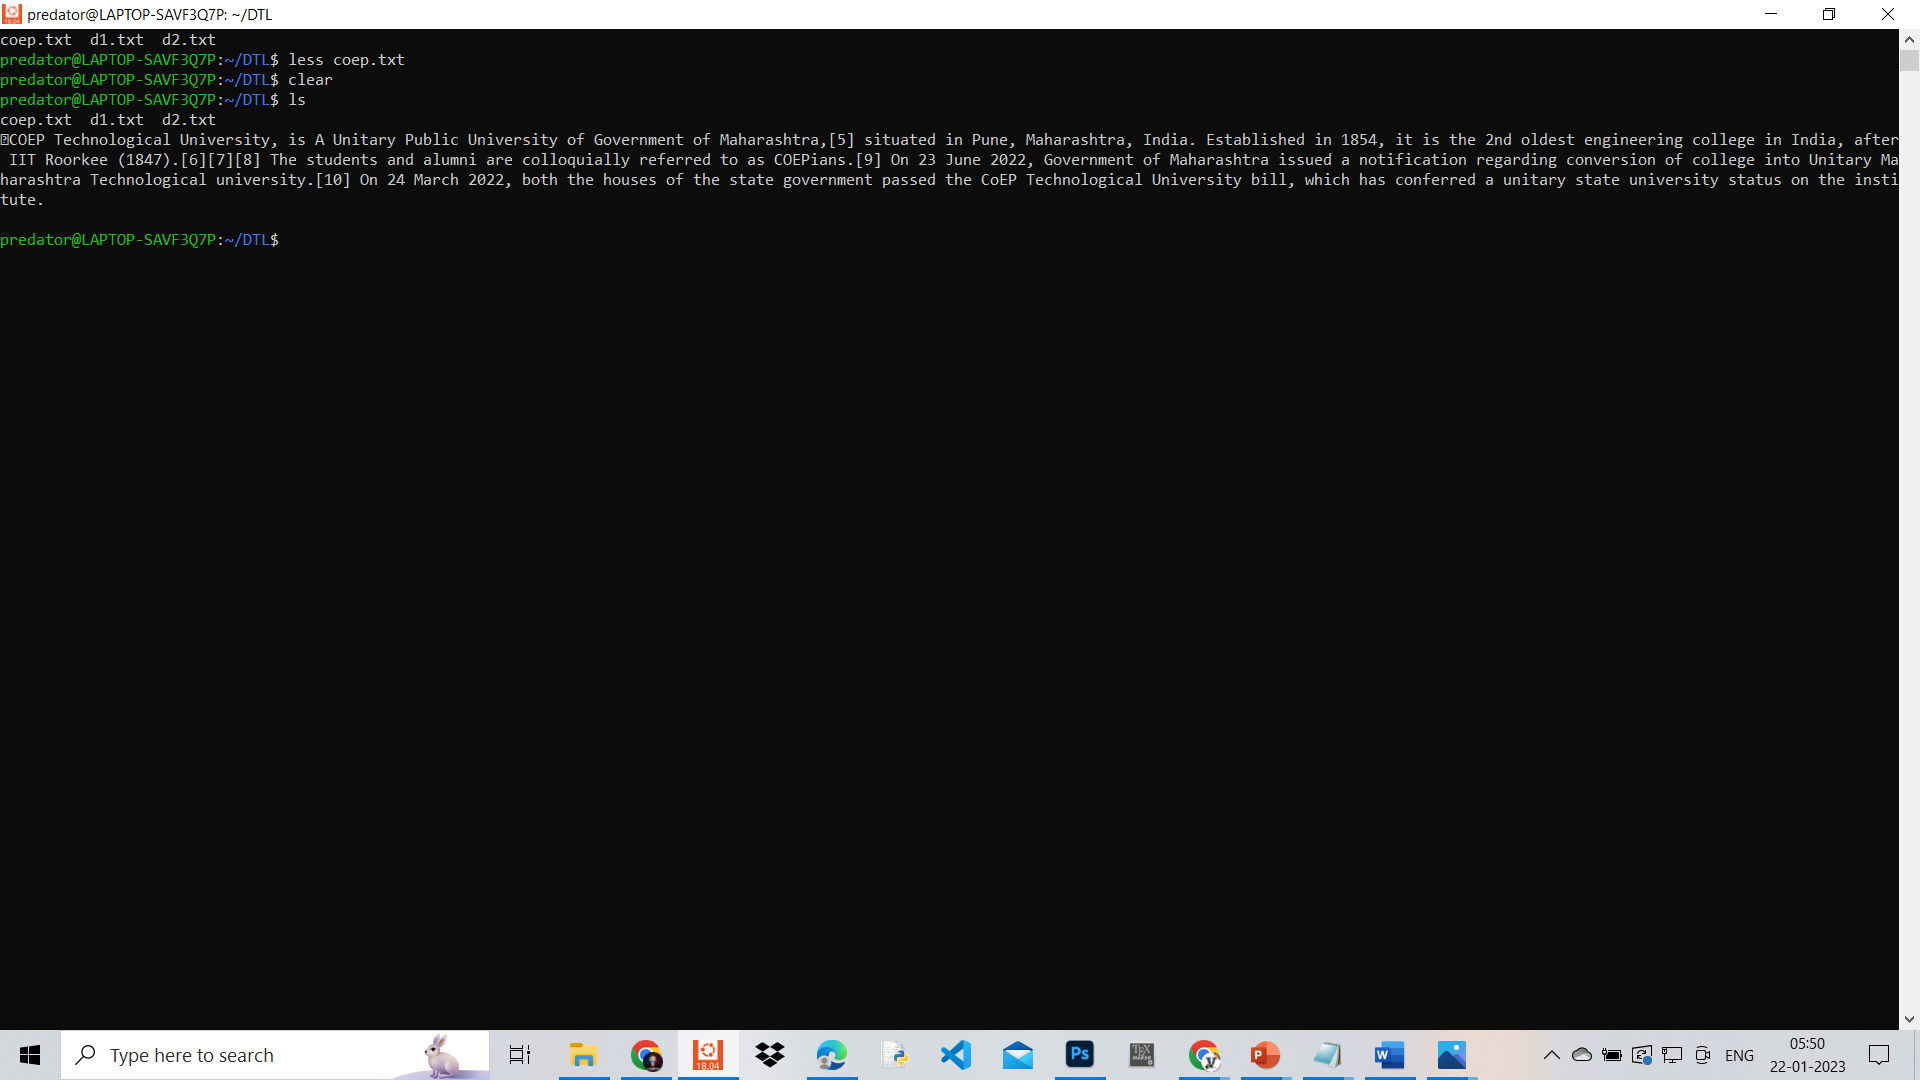 predator@LAPTOP-SAVF3Q7P: ~/DTL
coep.txt  d1.txt  d2.txt
predator@LAPTOP-SAVF3Q7P:~/DTL$ less coep.txt
predator@LAPTOP-SAVF3Q7P:~/DTL$ clear
predator@LAPTOP-SAVF3Q7P:~/DTL$ ls
coep.txt  d1.txt  d2.txt
COEP Technological University, is A Unitary Public University of Government of Maharashtra,[5] situated in Pune, Maharashtra, India. Established in 1854, it is the 2nd oldest engineering college in India, after
 IIT Roorkee (1847).[6][7][8] The students and alumni are colloquially referred to as COEPians.[9] On 23 June 2022, Government of Maharashtra issued a notification regarding conversion of college into Unitary Ma
harashtra Technological university.[10] On 24 March 2022, both the houses of the state government passed the CoEP Technological University bill, which has conferred a unitary state university status on the insti
tute.
predator@LAPTOP-SAVF3Q7P:~/DTL$
Type here to search
18.04
Ps
TEX
MAKER
P
W
ENG
05:50
22-01-2023